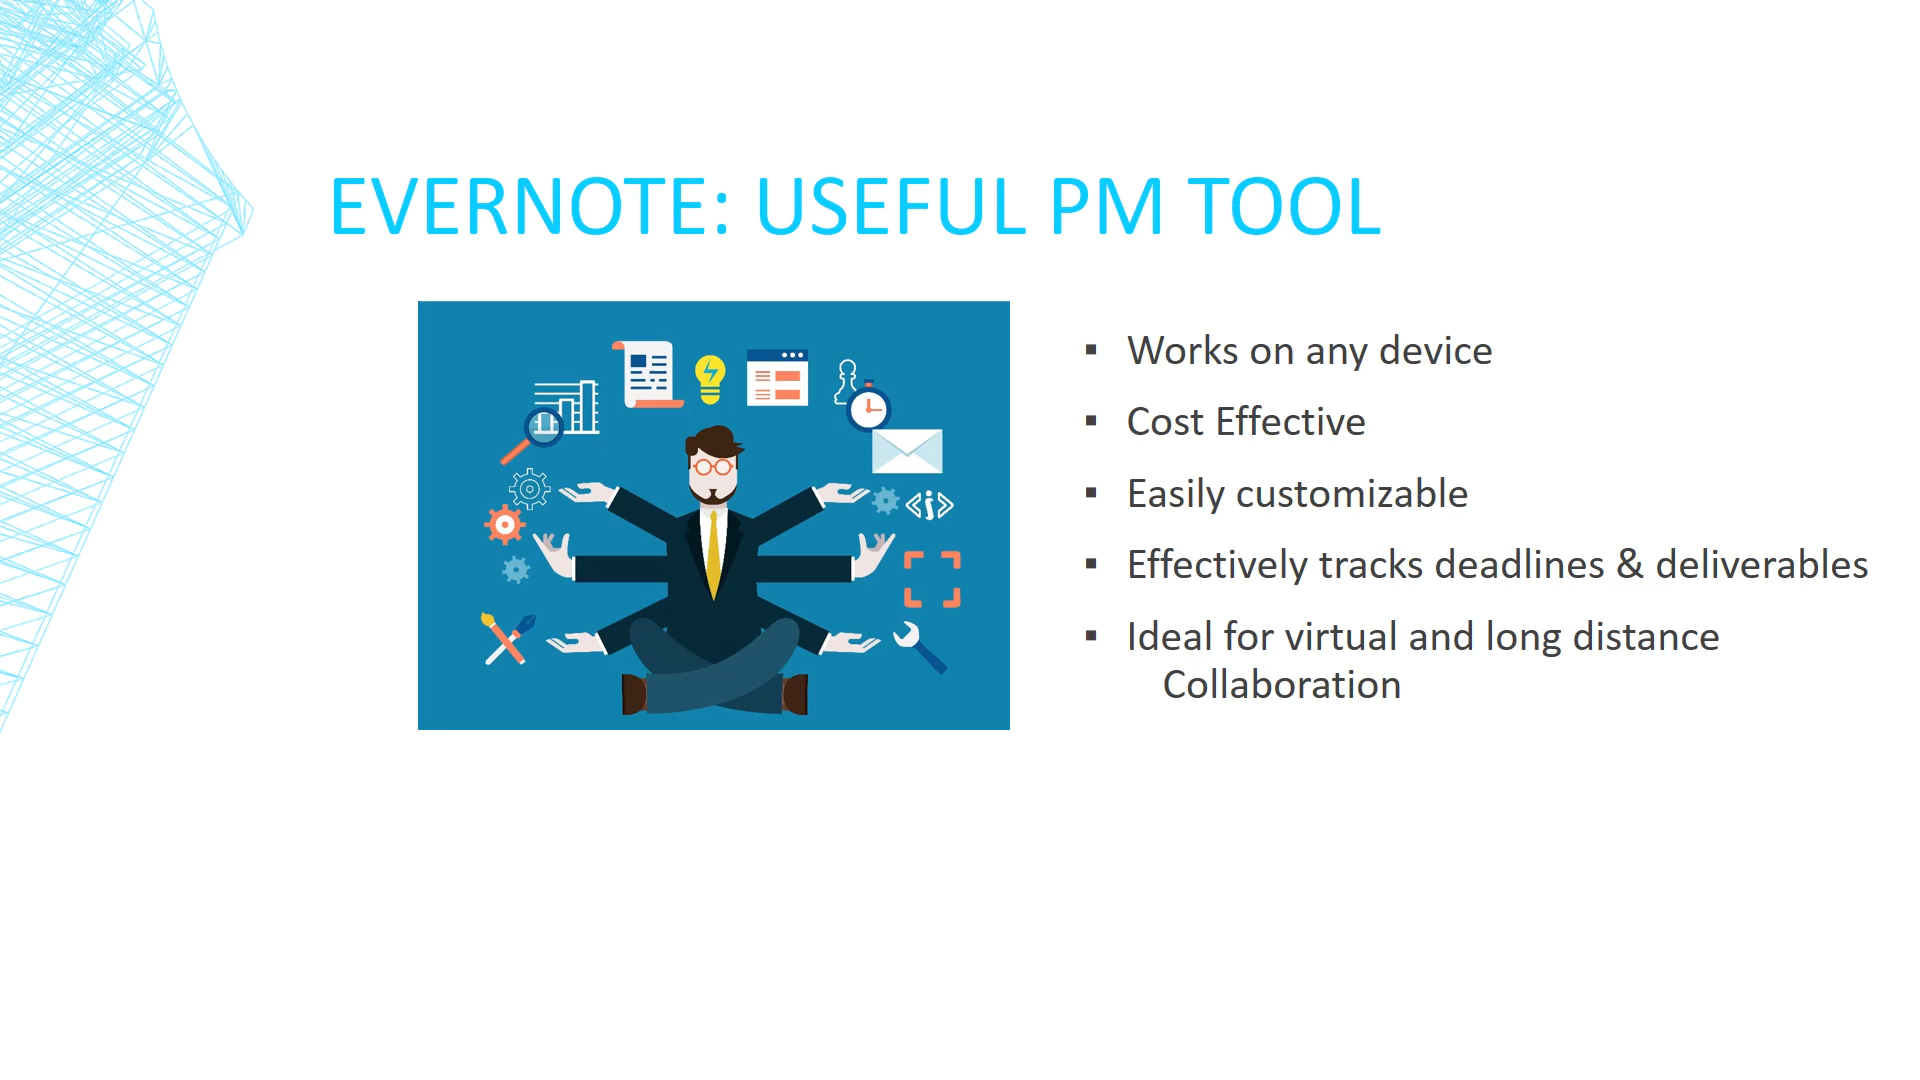 EVERNOTE: USEFUL PM TOOL
▪ Works on any device
▪ Cost Effective
▪ Easily customizable
▪ Effectively tracks deadlines & deliverables
▪ Ideal for virtual and long distance
Collaboration